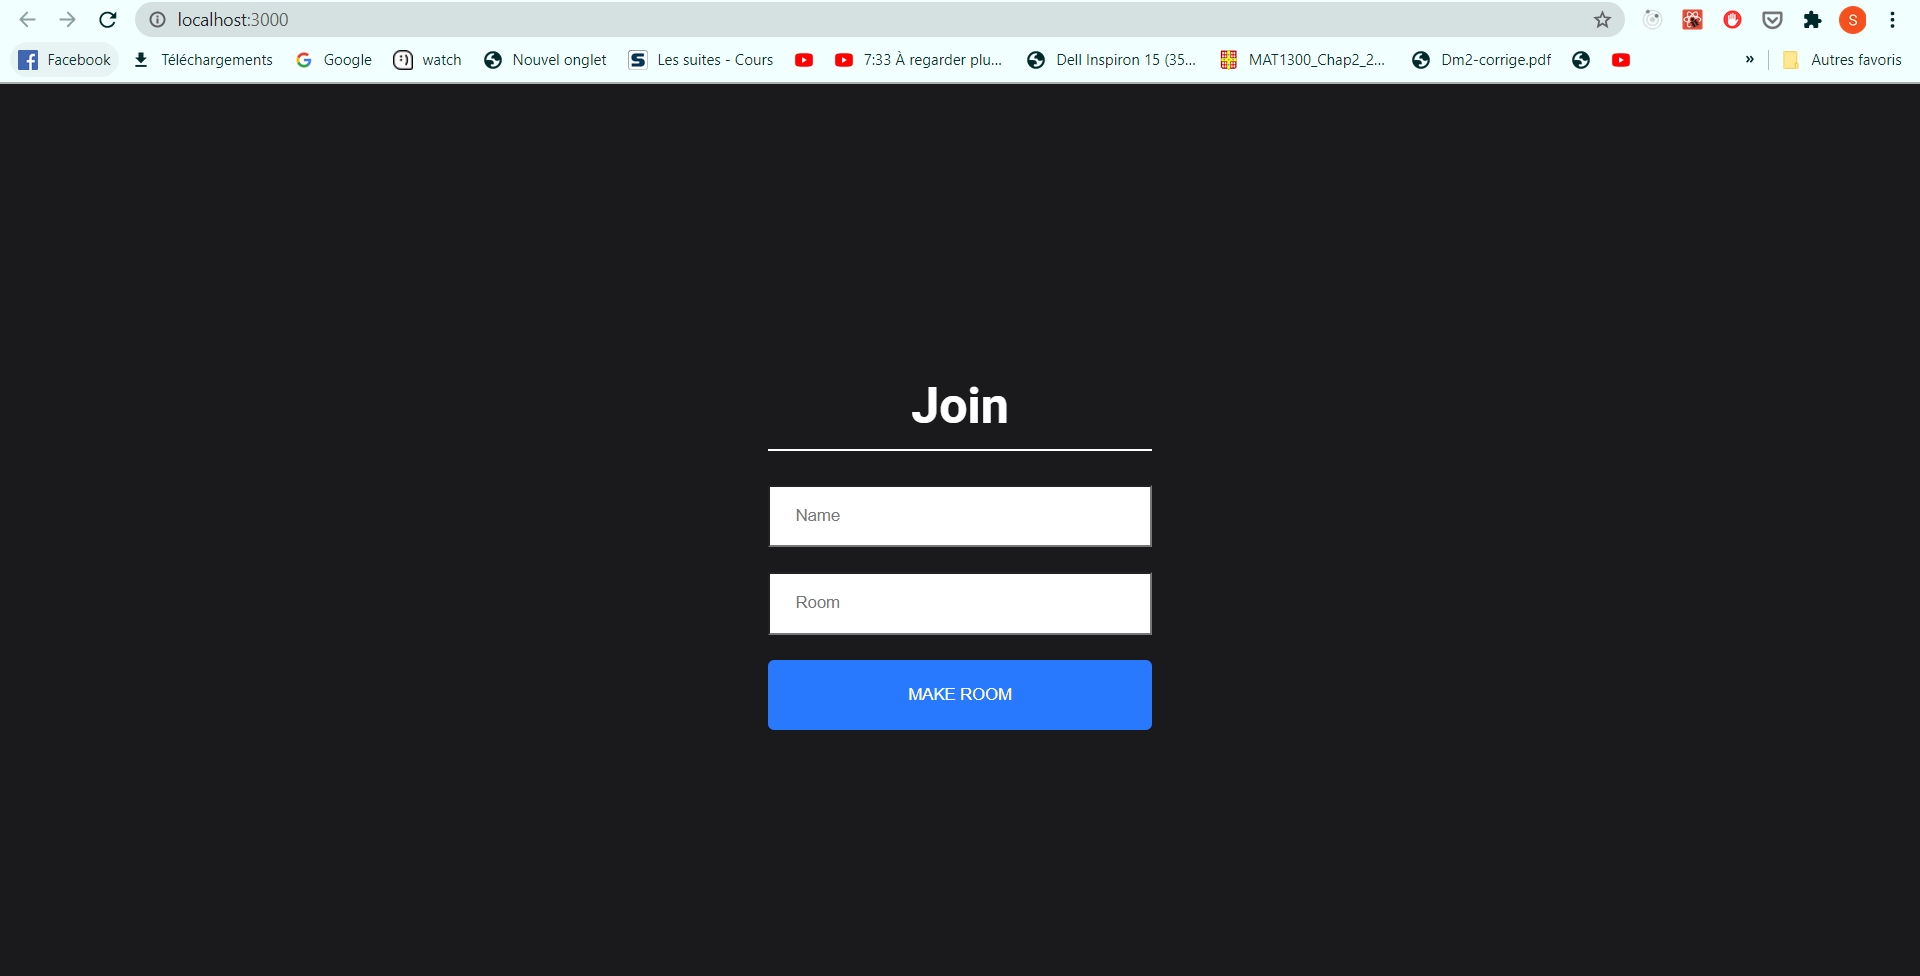 localhost:3000
S
Facebook Téléchargements Google watch Nouvel onglet Les suites - Cours 7:33 À regarder plu... Dell Inspiron 15 (35... MAT1300_Chap2_2... Dm2-corrige.pdf » Autres favoris
Join
Name
Room
MAKE ROOM